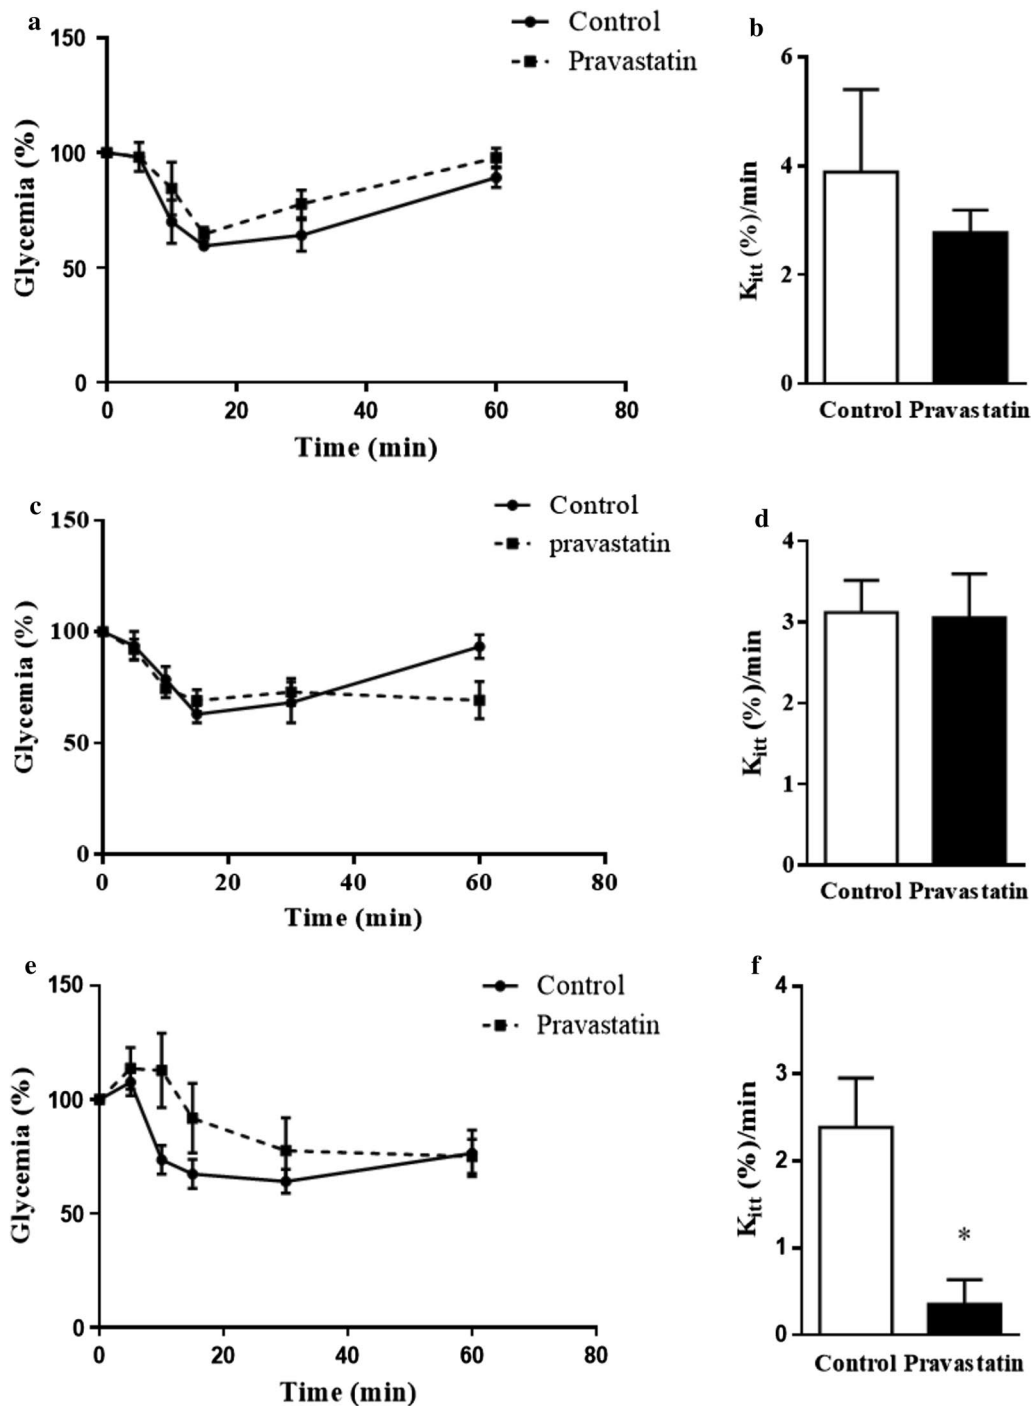 a
Control
Pravastatin
150
100
50
0
Glycemia (%)
0 20 40 60 80
Time (min)
b
6
4
2
0
Kitt (%)/min
Control Pravastatin
c
Control
pravastatin
150
100
50
0
Glycemia (%)
0 20 40 60 80
Time (min)
d
4
3
2
1
0
Kitt (%)/min
Control Pravastatin
e
Control
Pravastatin
150
100
50
0
Glycemia (%)
0 20 40 60 80
Time (min)
f
4
3
2
1
0
Kitt (%)/min
*
Control Pravastatin